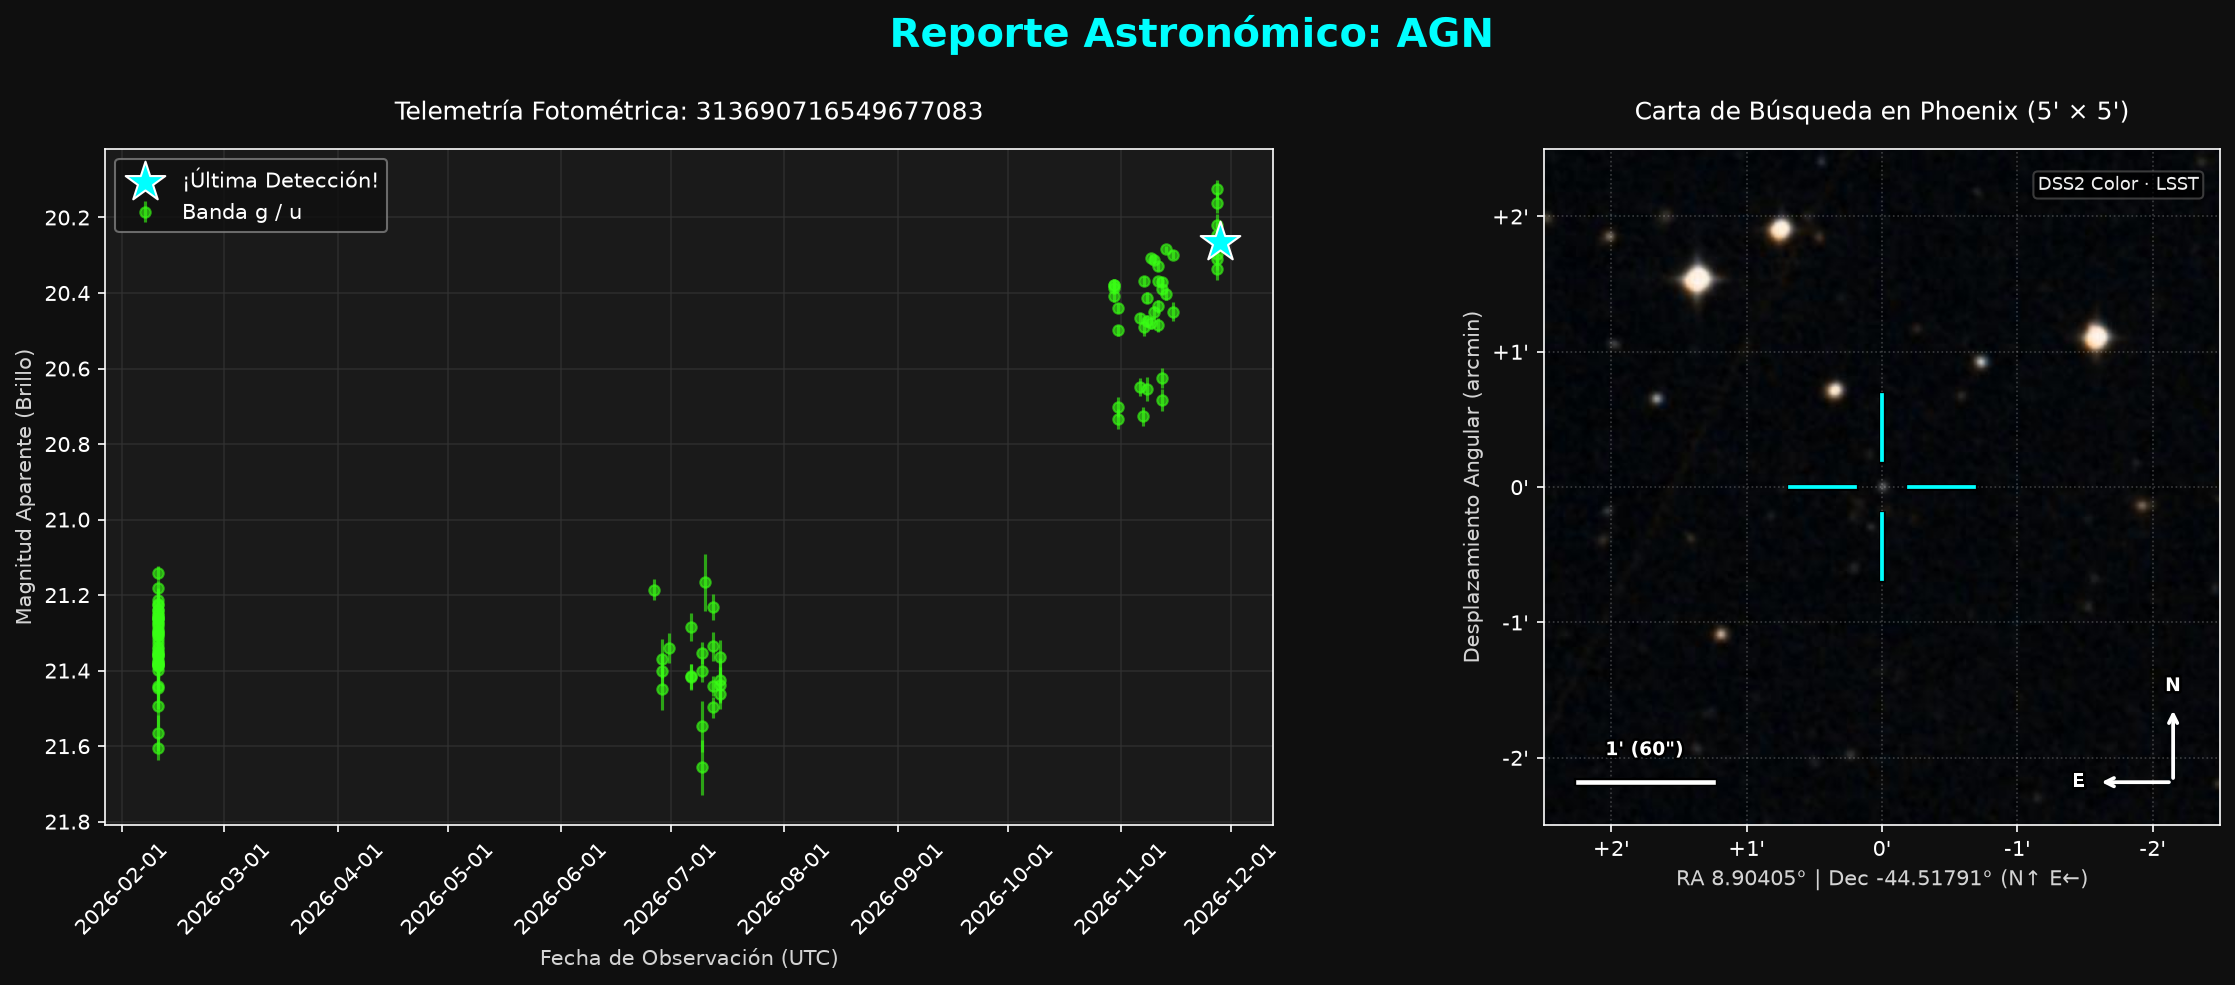 Reporte Astronómico: AGN
Telemetría Fotométrica: 313690716549677083
¡Última Detección!
Banda g / u
Magnitud Aparente (Brillo)
20.2
20.4
20.6
20.8
21.0
21.2
21.4
21.6
21.8
2026-02-01
2026-03-01
2026-04-01
2026-05-01
2026-06-01
2026-07-01
2026-08-01
2026-09-01
2026-10-01
2026-11-01
2026-12-01
Fecha de Observación (UTC)
Carta de Búsqueda en Phoenix (5' × 5')
DSS2 Color · LSST
Desplazamiento Angular (arcmin)
+2'
+1'
0'
-1'
-2'
N
E
1' (60")
+2'
+1'
0'
-1'
-2'
RA 8.90405° | Dec -44.51791° (N↑ E←)